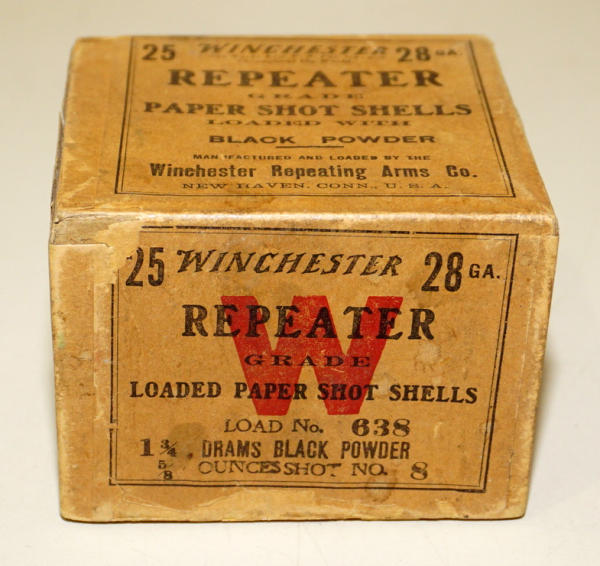 25 WINCHESTER 28 GA.
REPEATER
GRADE
PAPER SHOT SHELLS
LOADED WITH
BLACK POWDER
MANUFACTURED AND LOADED BY THE
Winchester Repeating Arms Co.
NEW HAVEN, CONN., U. S. A.
25 WINCHESTER 28 GA.
W
REPEATER
GRADE
LOADED PAPER SHOT SHELLS
LOAD No. 638
1 3/4 DRAMS BLACK POWDER
5/8 OUNCES SHOT NO. 8